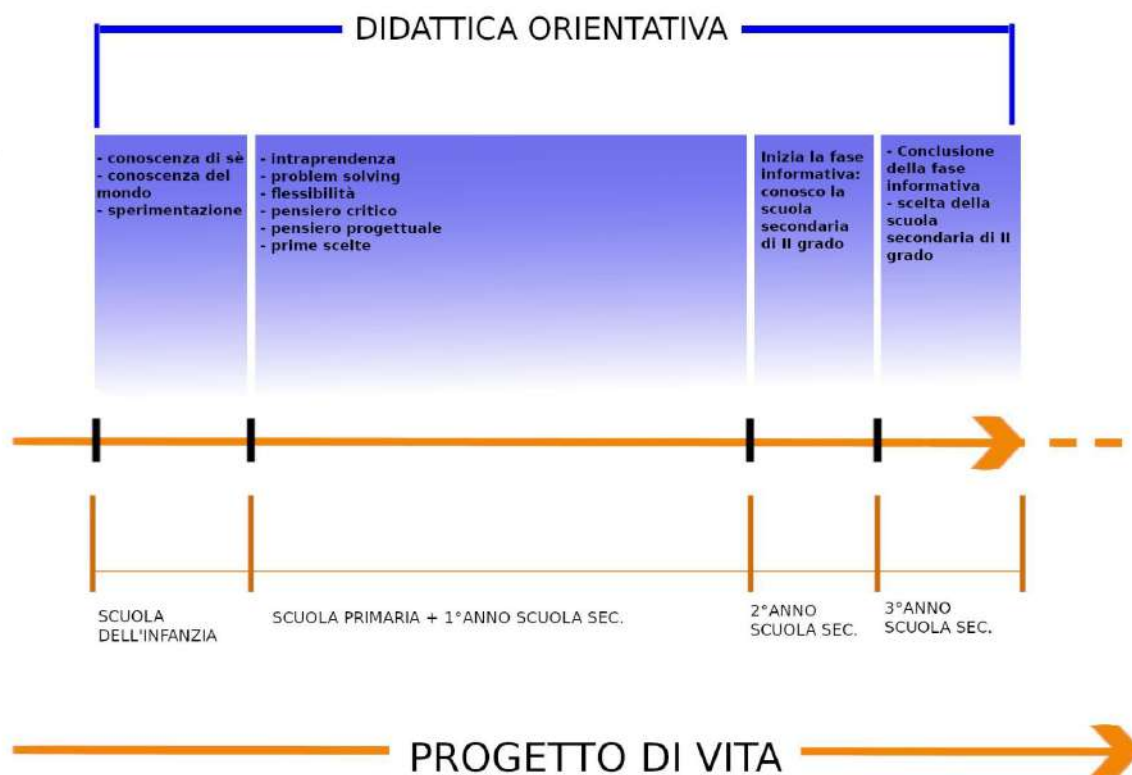 DIDATTICA ORIENTATIVA
- conoscenza di sè
- conoscenza del
mondo
- sperimentazione
- intraprendenza
- problem solving
- flessibilità
- pensiero critico
- pensiero progettuale
- prime scelte
Inizia la fase
informativa:
conosco la
scuola
secondaria
di II grado
- Conclusione
della fase
informativa
- scelta della
scuola
secondaria di II
grado
SCUOLA
DELL'INFANZIA
SCUOLA PRIMARIA + 1°ANNO SCUOLA SEC.
2°ANNO
SCUOLA SEC.
3°ANNO
SCUOLA SEC.
PROGETTO DI VITA